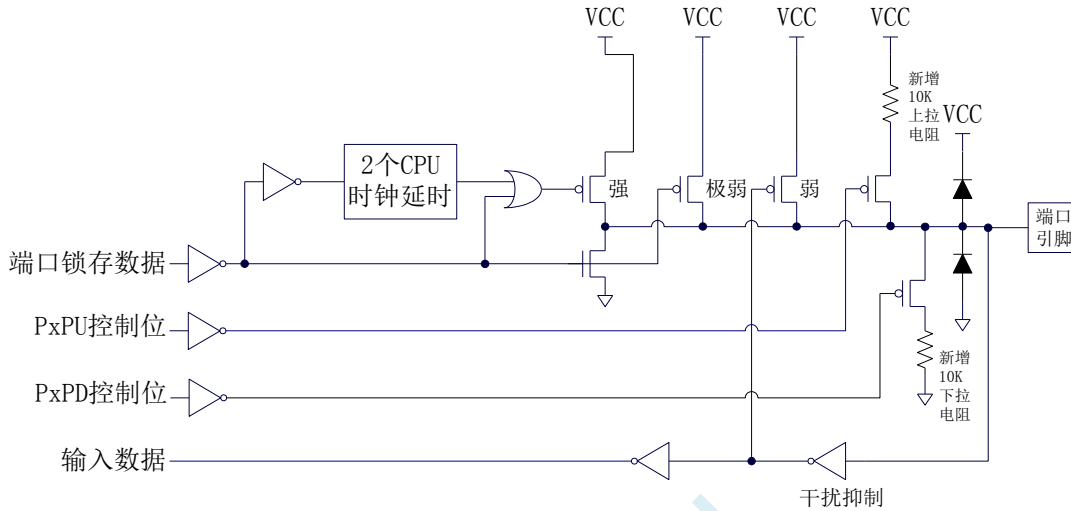 VCC
VCC
VCC
VCC
新增
10K
上拉
电阻
VCC
2个CPU
时钟延时
强
极弱
弱
端口
引脚
端口锁存数据
PxPU控制位
新增
10K
下拉
电阻
PxPD控制位
输入数据
干扰抑制